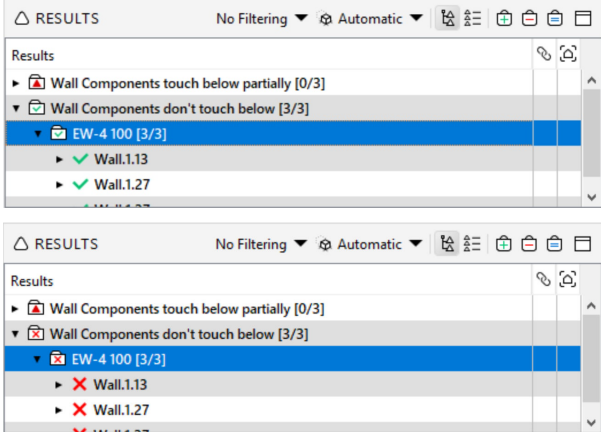 RESULTS No Filtering Automatic
Results
Wall Components touch below partially [0/3]
Wall Components don't touch below [3/3]
EW-4 100 [3/3]
Wall.1.13
Wall.1.27
RESULTS No Filtering Automatic
Results
Wall Components touch below partially [0/3]
Wall Components don't touch below [3/3]
EW-4 100 [3/3]
Wall.1.13
Wall.1.27